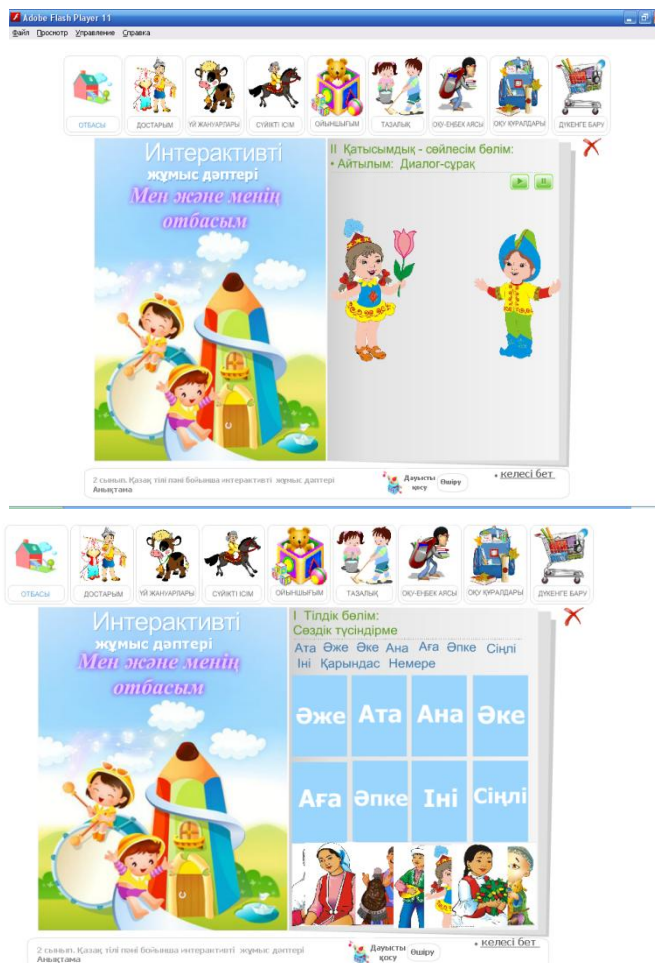 Adobe Flash Player 11
Файл Просмотр Управление Справка
ОТБАСЫ ДОСТАРЫМ ҮЙ ЖАНУАРЛАРЫ СҮЙІКТІ ІСІМ ОЙЫНШЫҒЫМ ТАЗАЛЫҚ ОҚУ-ЕҢБЕК АЯСЫ ОҚУ ҚҰРАЛДАРЫ ДҮКЕНГЕ БАРУ
Интерактивті
жұмыс дәптері
Мен және менің
отбасым
II Қатысымдық - сөйлесім бөлім:
• Айтылым: Диалог-сұрақ
2 сынып. Қазақ тілі пәні бойынша интерактивті жұмыс дәптері
Анықтама
Дауысты
қосу
Өшіру
• келесі бет
ОТБАСЫ ДОСТАРЫМ ҮЙ ЖАНУАРЛАРЫ СҮЙІКТІ ІСІМ ОЙЫНШЫҒЫМ ТАЗАЛЫҚ ОҚУ-ЕҢБЕК АЯСЫ ОҚУ ҚҰРАЛДАРЫ ДҮКЕНГЕ БАРУ
Интерактивті
жұмыс дәптері
Мен және менің
отбасым
I Тілдік бөлім:
Сөздік түсіндірме
Ата Әже Әке Ана Аға Әпке Сіңлі
Іні Қарындас Немере
Әже Ата Ана Әке
Аға Әпке Іні Сіңлі
2 сынып. Қазақ тілі пәні бойынша интерактивті жұмыс дәптері
Анықтама
Дауысты
қосу
Өшіру
• келесі бет